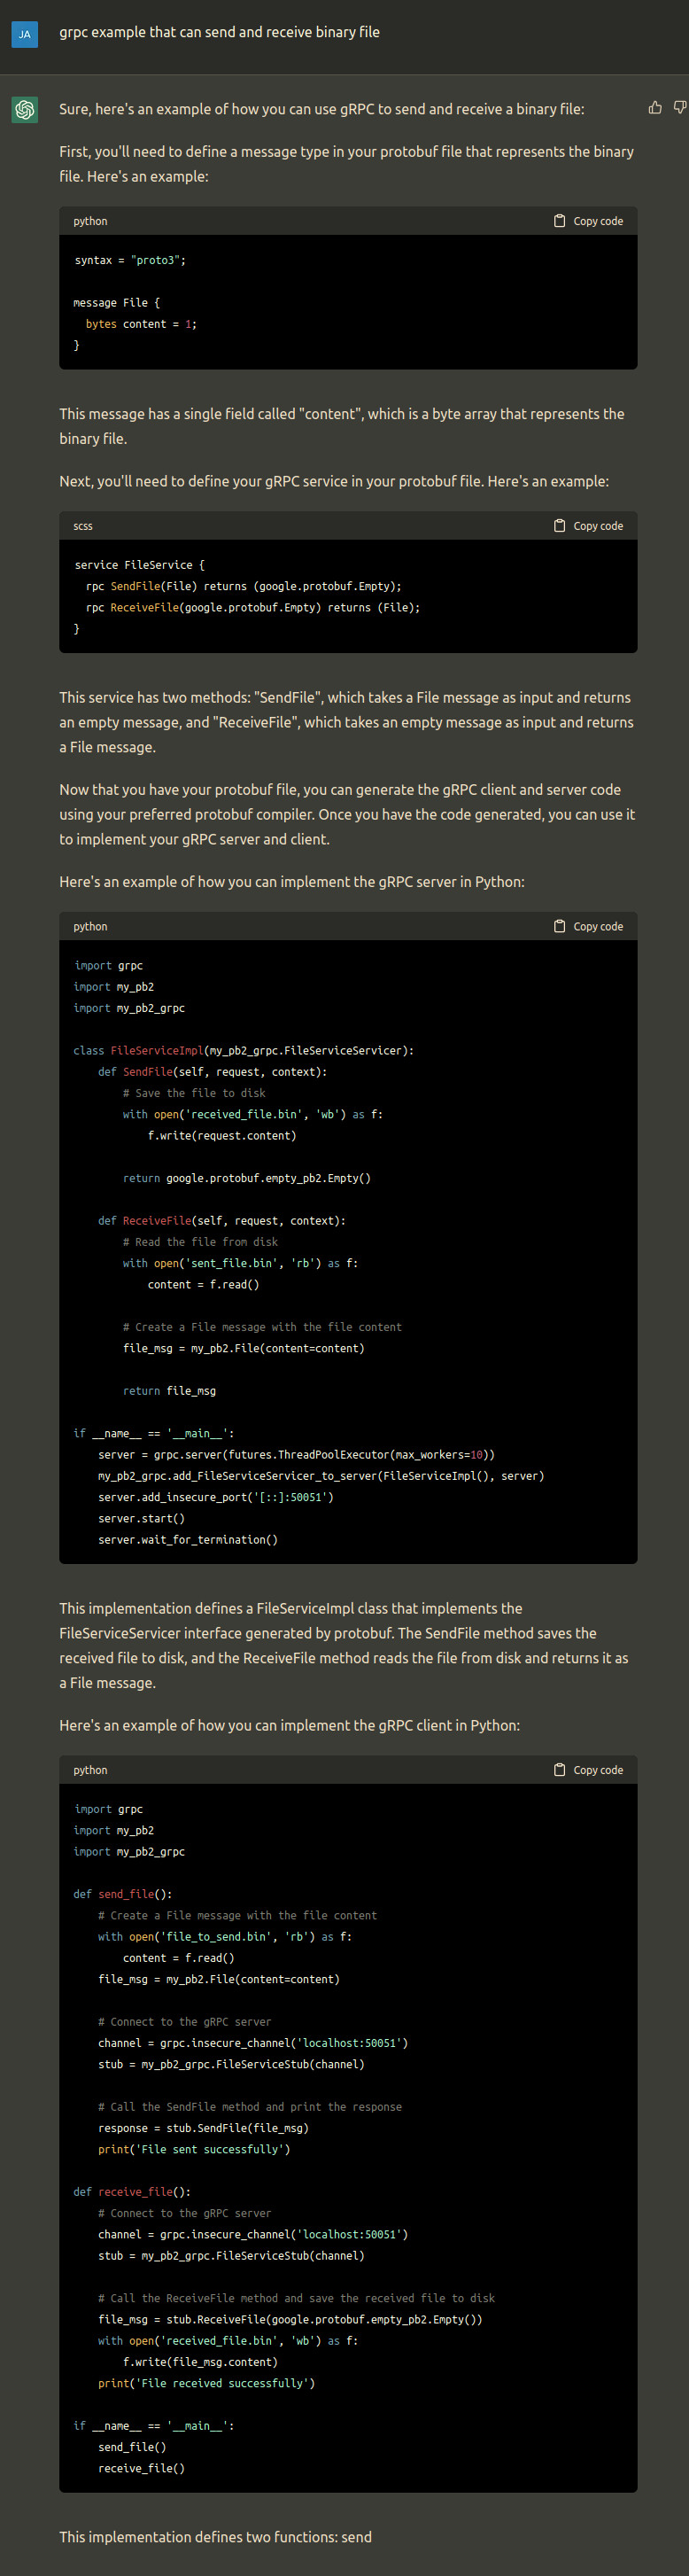 JA
grpc example that can send and receive binary file
Sure, here's an example of how you can use gRPC to send and receive a binary file:
First, you'll need to define a message type in your protobuf file that represents the binary
file. Here's an example:
python Copy code
syntax = "proto3";
message File {
  bytes content = 1;
}
This message has a single field called "content", which is a byte array that represents the
binary file.
Next, you'll need to define your gRPC service in your protobuf file. Here's an example:
scss Copy code
service FileService {
  rpc SendFile(File) returns (google.protobuf.Empty);
  rpc ReceiveFile(google.protobuf.Empty) returns (File);
}
This service has two methods: "SendFile", which takes a File message as input and returns
an empty message, and "ReceiveFile", which takes an empty message as input and returns
a File message.
Now that you have your protobuf file, you can generate the gRPC client and server code
using your preferred protobuf compiler. Once you have the code generated, you can use it
to implement your gRPC server and client.
Here's an example of how you can implement the gRPC server in Python:
python Copy code
import grpc
import my_pb2
import my_pb2_grpc
class FileServiceImpl(my_pb2_grpc.FileServiceServicer):
    def SendFile(self, request, context):
        # Save the file to disk
        with open('received_file.bin', 'wb') as f:
            f.write(request.content)
        return google.protobuf.empty_pb2.Empty()
    def ReceiveFile(self, request, context):
        # Read the file from disk
        with open('sent_file.bin', 'rb') as f:
            content = f.read()
        # Create a File message with the file content
        file_msg = my_pb2.File(content=content)
        return file_msg
if __name__ == '__main__':
    server = grpc.server(futures.ThreadPoolExecutor(max_workers=10))
    my_pb2_grpc.add_FileServiceServicer_to_server(FileServiceImpl(), server)
    server.add_insecure_port('[::]:50051')
    server.start()
    server.wait_for_termination()
This implementation defines a FileServiceImpl class that implements the
FileServiceServicer interface generated by protobuf. The SendFile method saves the
received file to disk, and the ReceiveFile method reads the file from disk and returns it as
a File message.
Here's an example of how you can implement the gRPC client in Python:
python Copy code
import grpc
import my_pb2
import my_pb2_grpc
def send_file():
    # Create a File message with the file content
    with open('file_to_send.bin', 'rb') as f:
        content = f.read()
    file_msg = my_pb2.File(content=content)
    # Connect to the gRPC server
    channel = grpc.insecure_channel('localhost:50051')
    stub = my_pb2_grpc.FileServiceStub(channel)
    # Call the SendFile method and print the response
    response = stub.SendFile(file_msg)
    print('File sent successfully')
def receive_file():
    # Connect to the gRPC server
    channel = grpc.insecure_channel('localhost:50051')
    stub = my_pb2_grpc.FileServiceStub(channel)
    # Call the ReceiveFile method and save the received file to disk
    file_msg = stub.ReceiveFile(google.protobuf.empty_pb2.Empty())
    with open('received_file.bin', 'wb') as f:
        f.write(file_msg.content)
    print('File received successfully')
if __name__ == '__main__':
    send_file()
    receive_file()
This implementation defines two functions: send